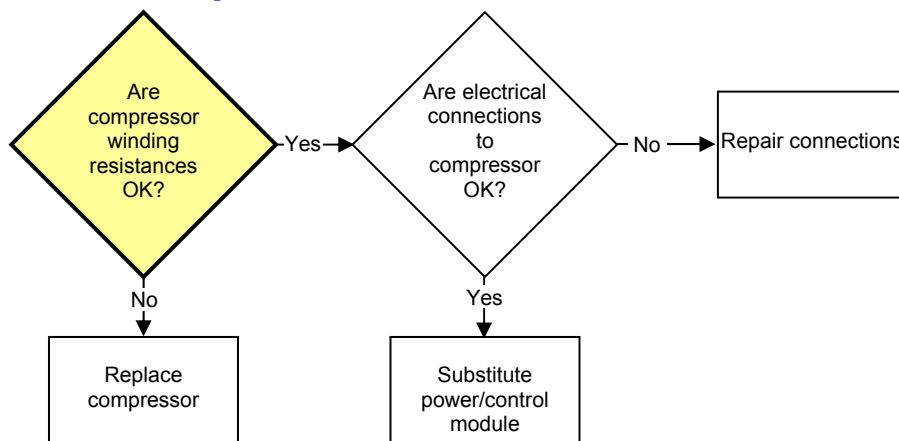 Are
compressor
winding
resistances
OK?
Yes
Are electrical
connections
to
compressor
OK?
No
Repair connections
No
Yes
Replace
compressor
Substitute
power/control
module